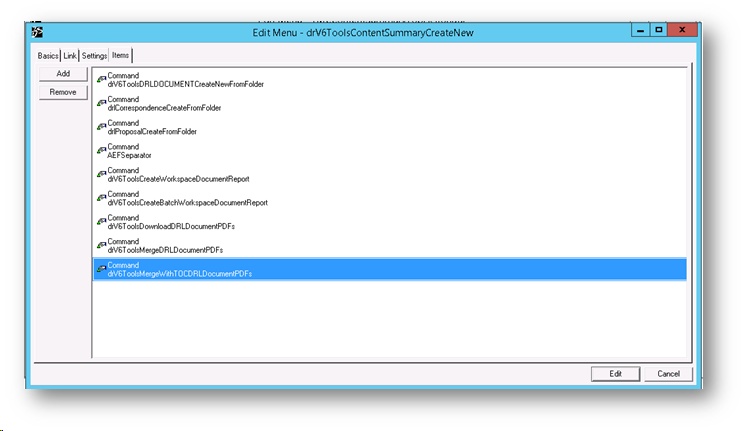 Edit Menu - drV6ToolsContentSummaryCreateNew
Basics Link Settings Items
Add
Remove
Command
drV6ToolsDRLDOCUMENTCreateNewFromFolder
Command
drlCorrespondenceCreateFromFolder
Command
drlProposalCreateFromFolder
Command
AEFSeparator
Command
drV6ToolsCreateWorkspaceDocumentReport
Command
drV6ToolsCreateBatchWorkspaceDocumentReport
Command
drV6ToolsDownloadDRLDocumentPDFs
Command
drV6ToolsMergeDRLDocumentPDFs
Command
drV6ToolsMergeWithTOCDRLDocumentPDFs
Edit Cancel